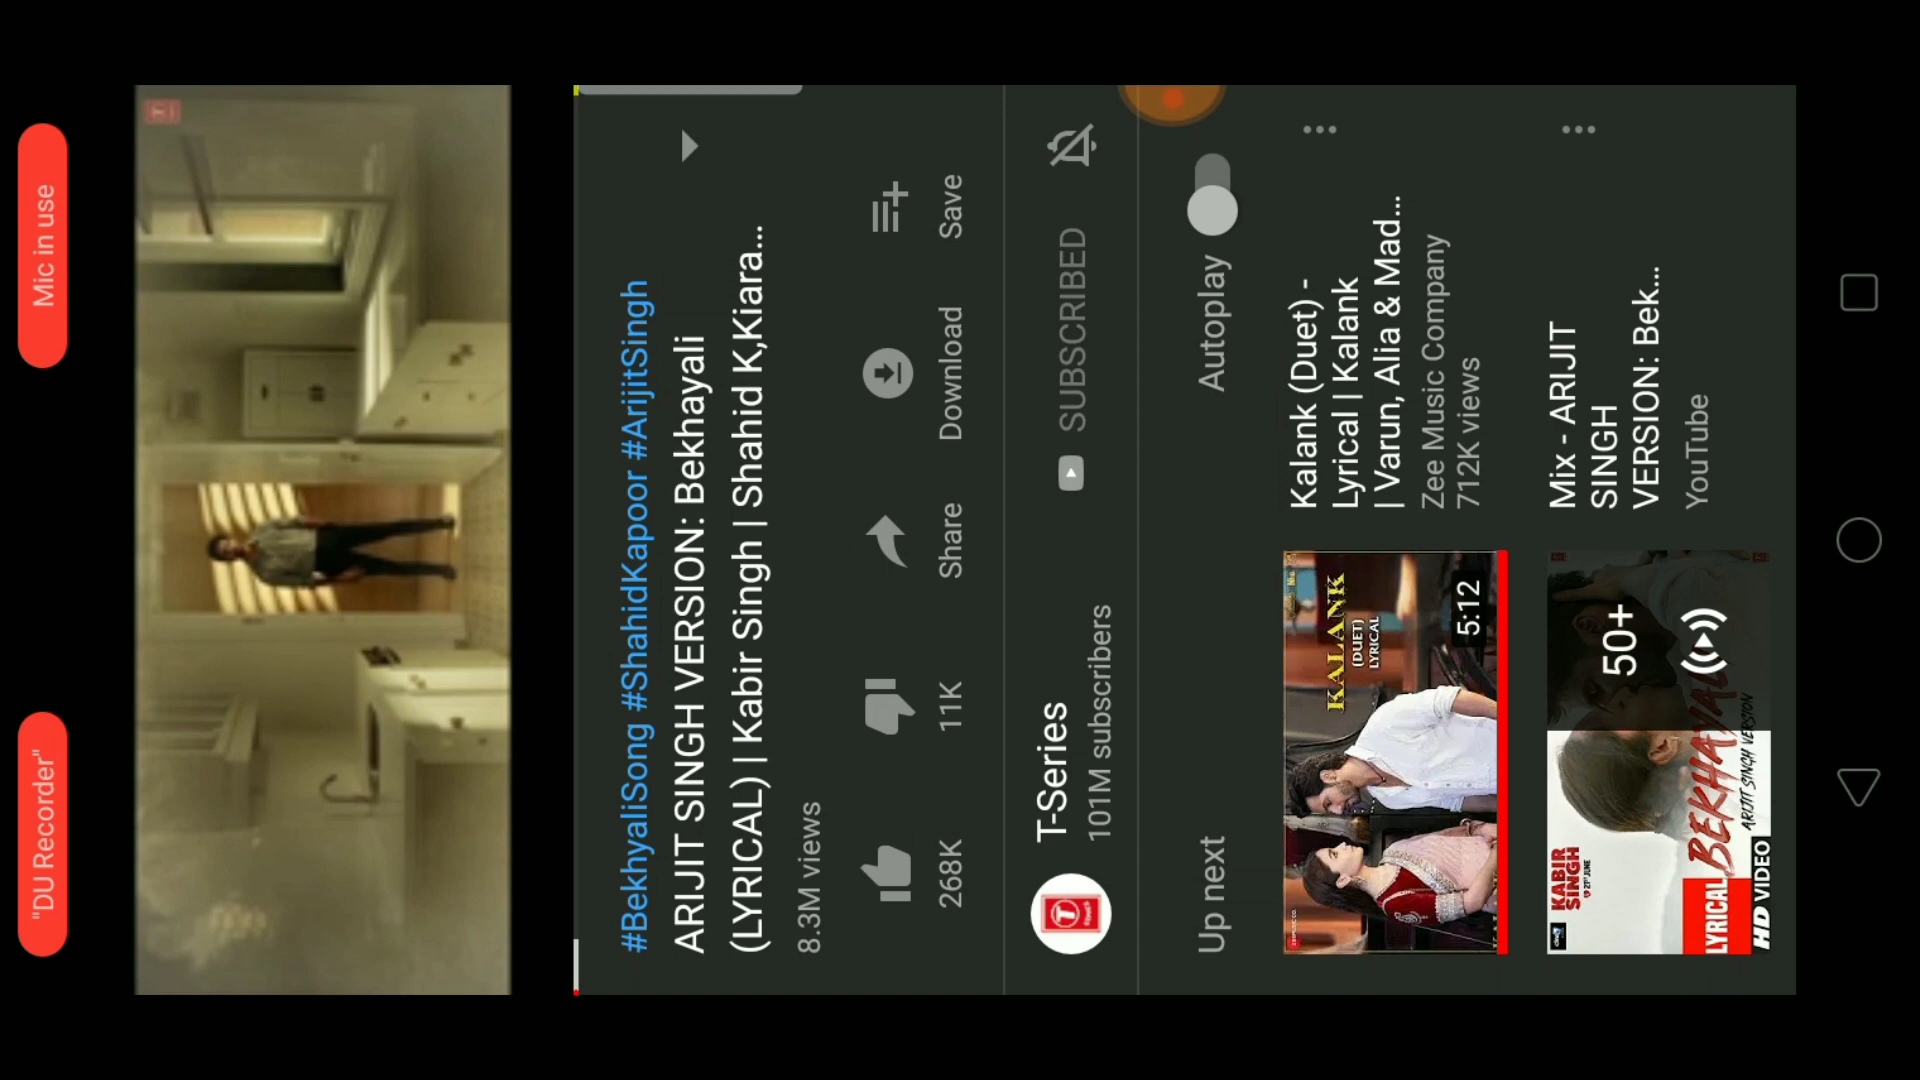 "DU Recorder"
Mic in use
#BekhyaliSong #ShahidKapoor #ArijitSingh
ARIJIT SINGH VERSION: Bekhayali
(LYRICAL) | Kabir Singh | Shahid K,Kiara...
8.3M views
268K
11K
Share
Download
Save
T-Series
101M subscribers
SUBSCRIBED
Up next
Autoplay
KALANK
(DUET)
LYRICAL
5:12
Kalank (Duet) -
Lyrical | Kalank
| Varun, Alia & Mad...
Zee Music Company
712K views
KABIR
SINGH
21ST JUNE
50+
LYRICAL
BEKHAYALI
ARIJIT SINGH VERSION
HD VIDEO
Mix - ARIJIT
SINGH
VERSION: Bek...
YouTube